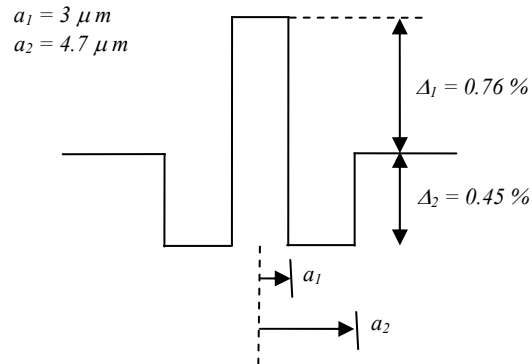 a₁ = 3 μ m
a₂ = 4.7 μ m
Δ₁ = 0.76 %
Δ₂ = 0.45 %
a₁
a₂